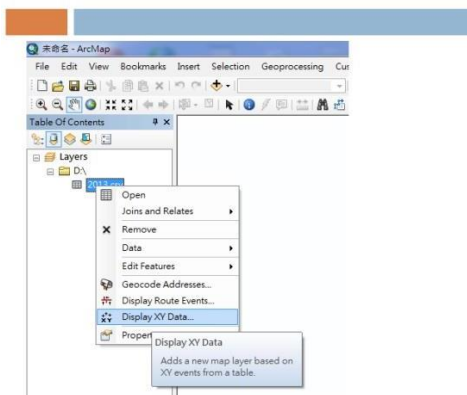 未命名 - ArcMap
File Edit View Bookmarks Insert Selection Geoprocessing Cu
Table Of Contents
Layers
D:\
2013.csv
Open
Joins and Relates
Remove
Data
Edit Features
Geocode Addresses...
Display Route Events...
Display XY Data...
Proper
Display XY Data
Adds a new map layer based on
XY events from a table.